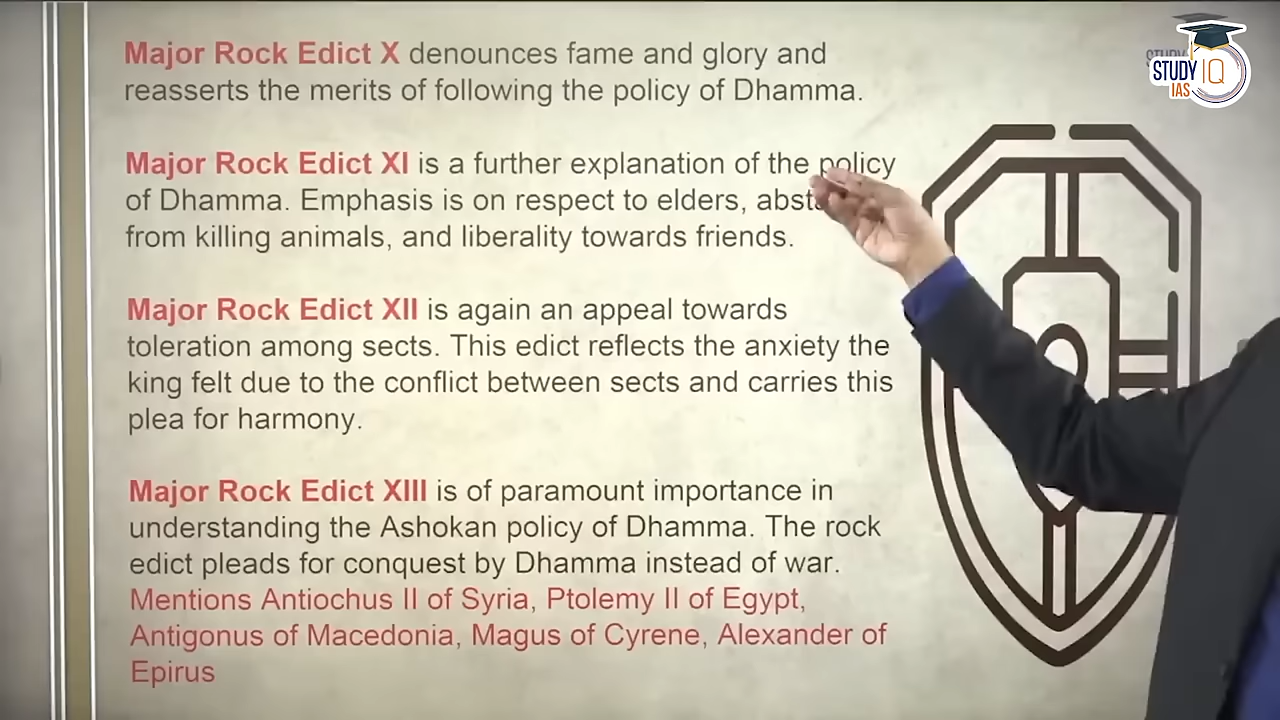 Major Rock Edict X denounces fame and glory and
reasserts the merits of following the policy of Dhamma.
Major Rock Edict XI is a further explanation of the policy
of Dhamma. Emphasis is on respect to elders,
from killing animals, and liberality towards friends.
Major Rock Edict XII is again an appeal towards
toleration among sects. This edict reflects the anxiety the
king felt due to the conflict between sects and carries this
plea for harmony.
Major Rock Edict XIII is of paramount importance in
understanding the Ashokan policy of Dhamma. The rock
edict pleads for conquest by Dhamma instead of war.
Mentions Antiochus II of Syria, Ptolemy II of Egypt,
Antigonus of Macedonia, Magus of Cyrene, Alexander of
Epirus
STUDY IQ
IAS